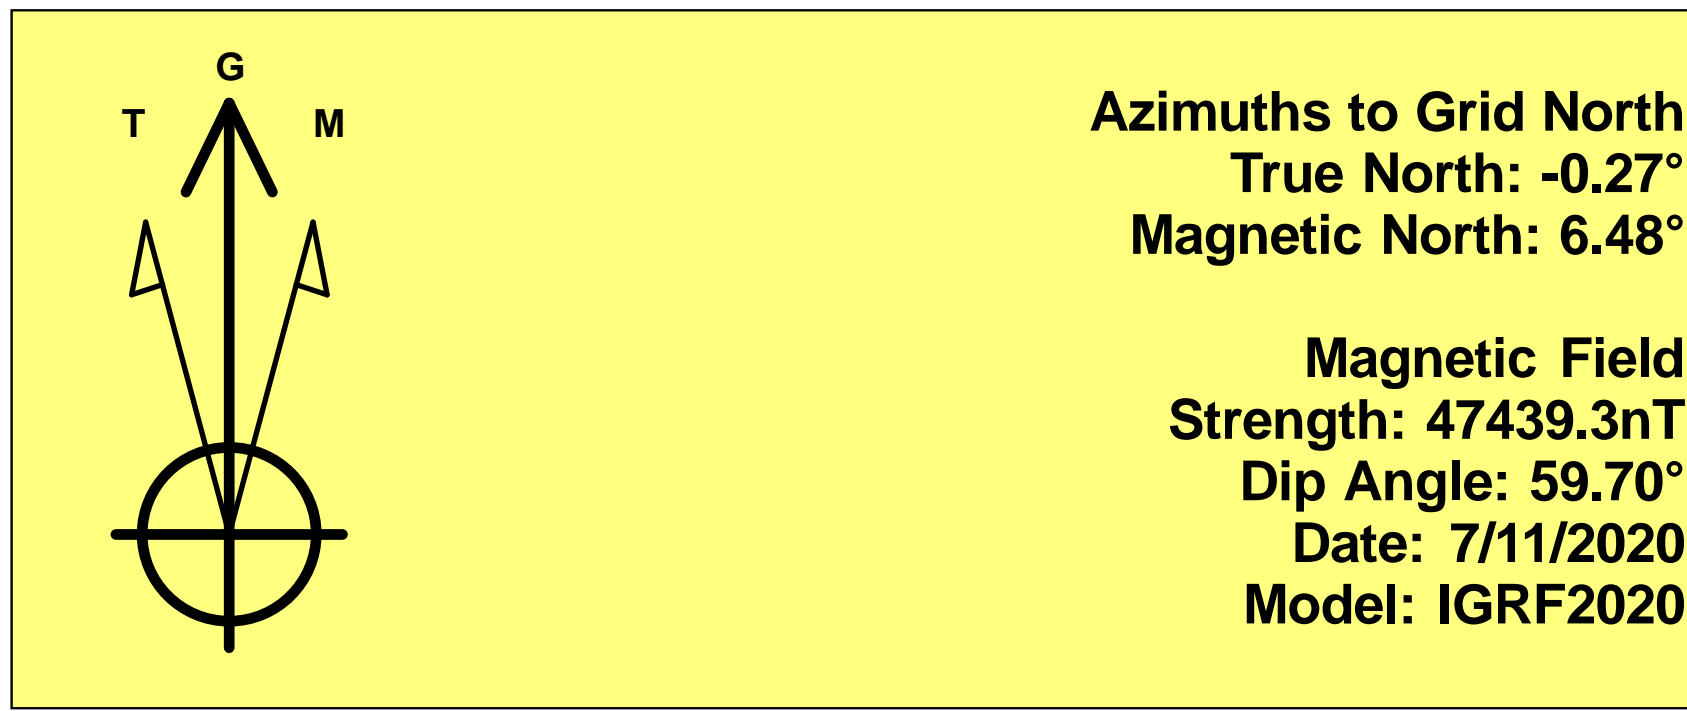 G
T
M
Azimuths to Grid North
True North: -0.27°
Magnetic North: 6.48°
Magnetic Field
Strength: 47439.3nT
Dip Angle: 59.70°
Date: 7/11/2020
Model: IGRF2020